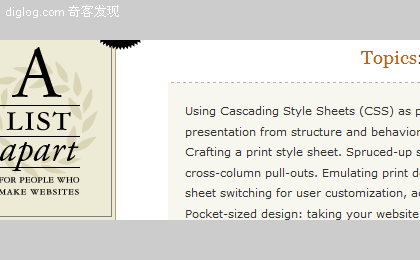 diglog.com 奇客发现
A
LIST
apart
FOR PEOPLE WHO
MAKE WEBSITES
Topics:
Using Cascading Style Sheets (CSS) as p
presentation from structure and behavior
Crafting a print style sheet. Spruced-up s
cross-column pull-outs. Emulating print d
sheet switching for user customization, a
Pocket-sized design: taking your website